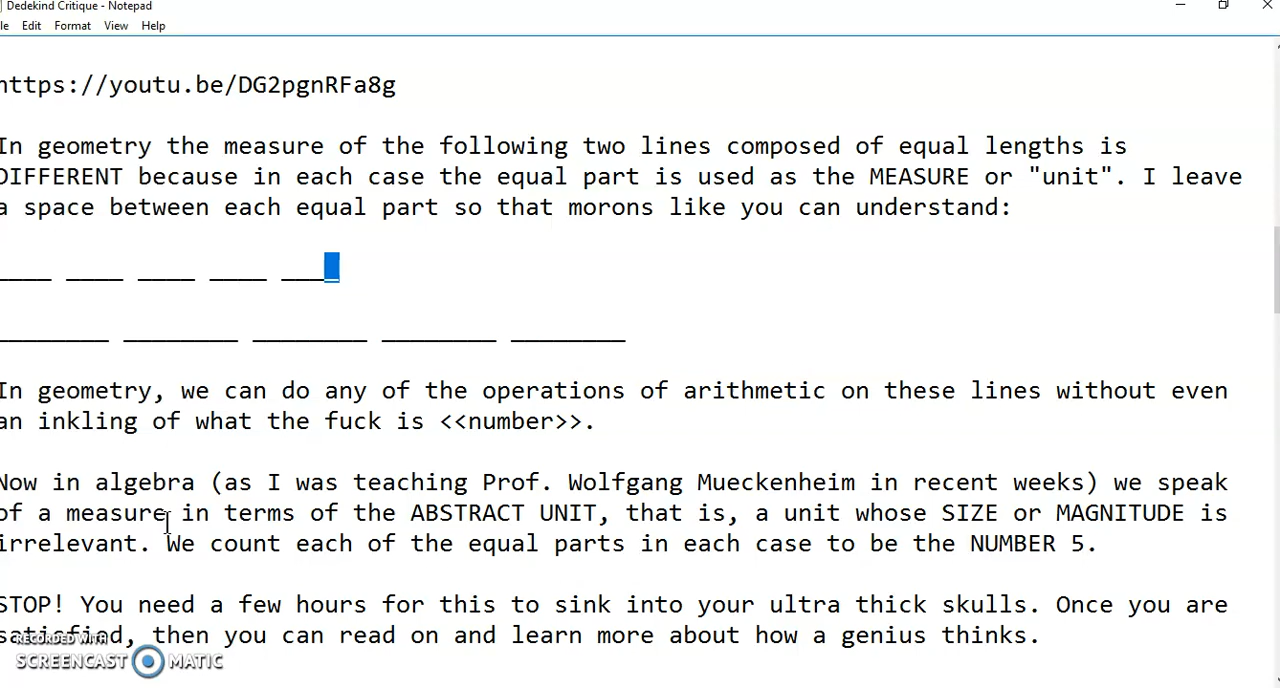 Dedekind Critique - Notepad
le Edit Format View Help
https://youtu.be/DG2pgnRFa8g
In geometry the measure of the following two lines composed of equal lengths is
DIFFERENT because in each case the equal part is used as the MEASURE or "unit". I leave
a space between each equal part so that morons like you can understand:
____ ____ ____ ____ ____
________ ________ ________ ________ ________
In geometry, we can do any of the operations of arithmetic on these lines without even
an inkling of what the fuck is <<number>>.
Now in algebra (as I was teaching Prof. Wolfgang Mueckenheim in recent weeks) we speak
of a measure in terms of the ABSTRACT UNIT, that is, a unit whose SIZE or MAGNITUDE is
irrelevant. We count each of the equal parts in each case to be the NUMBER 5.
STOP! You need a few hours for this to sink into your ultra thick skulls. Once you are
satisfied, then you can read on and learn more about how a genius thinks.
RECORDED WITH
SCREENCAST MATIC